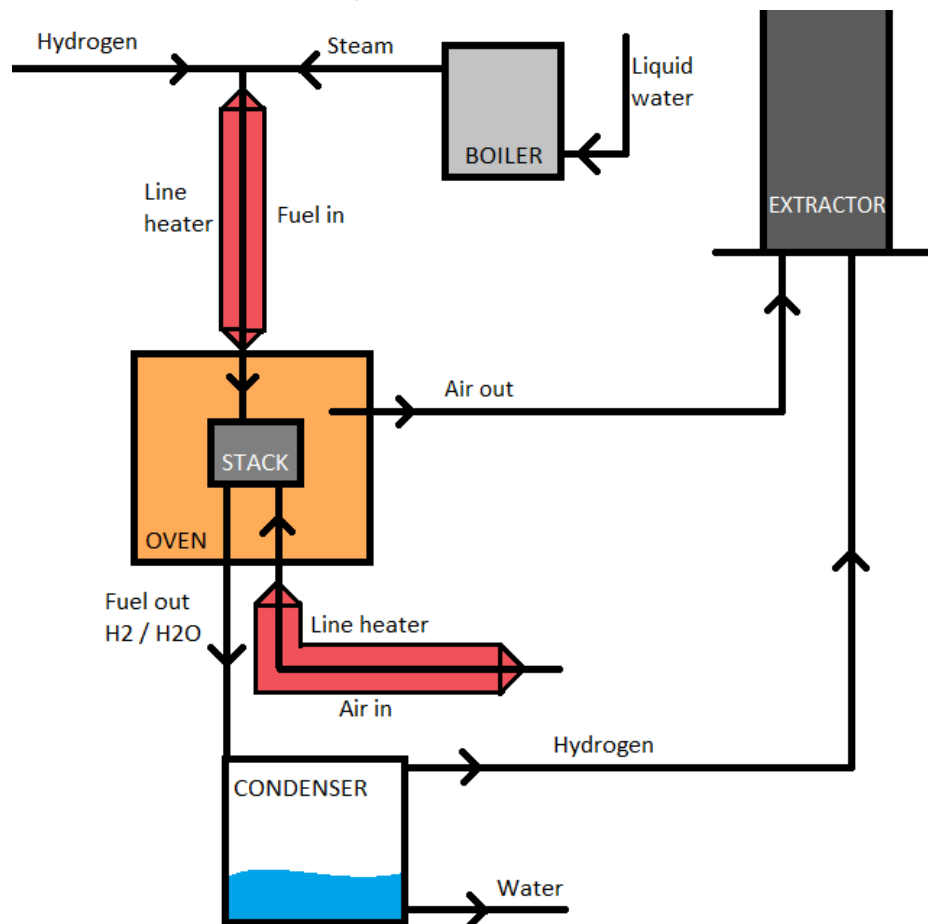 Hydrogen
Steam
Liquid
water
BOILER
EXTRACTOR
Line
heater
Fuel in
Air out
STACK
OVEN
Fuel out
H2 / H2O
Line heater
Air in
Hydrogen
CONDENSER
Water